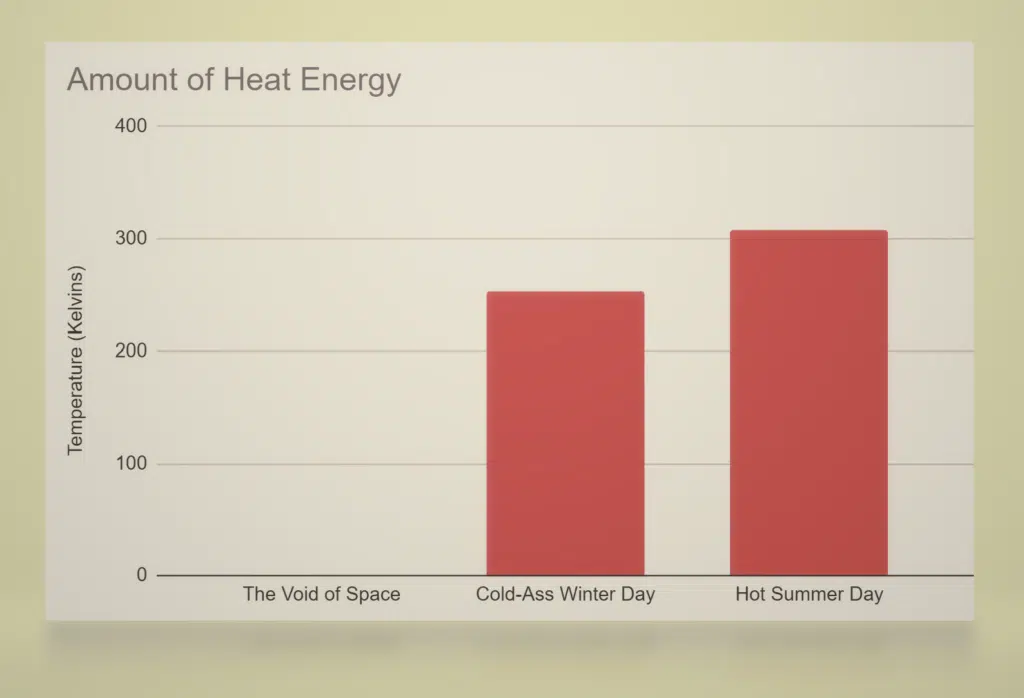 Amount of Heat Energy
400
300
200
100
0
Temperature (Kelvins)
The Void of Space
Cold-Ass Winter Day
Hot Summer Day